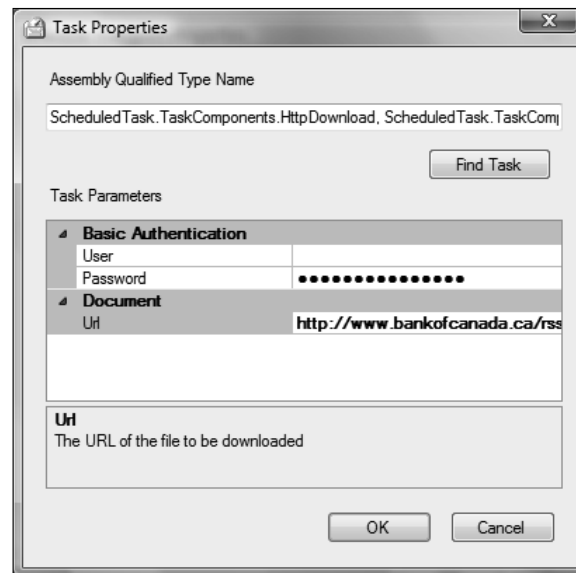 Task Properties
Assembly Qualified Type Name
ScheduledTask.TaskComponents.HttpDownload, ScheduledTask.TaskCom
Find Task
Task Parameters
Basic Authentication
User
Password ●●●●●●●●●●●●●●●
Document
Url http://www.bankofcanada.ca/rss
Url
The URL of the file to be downloaded
OK Cancel